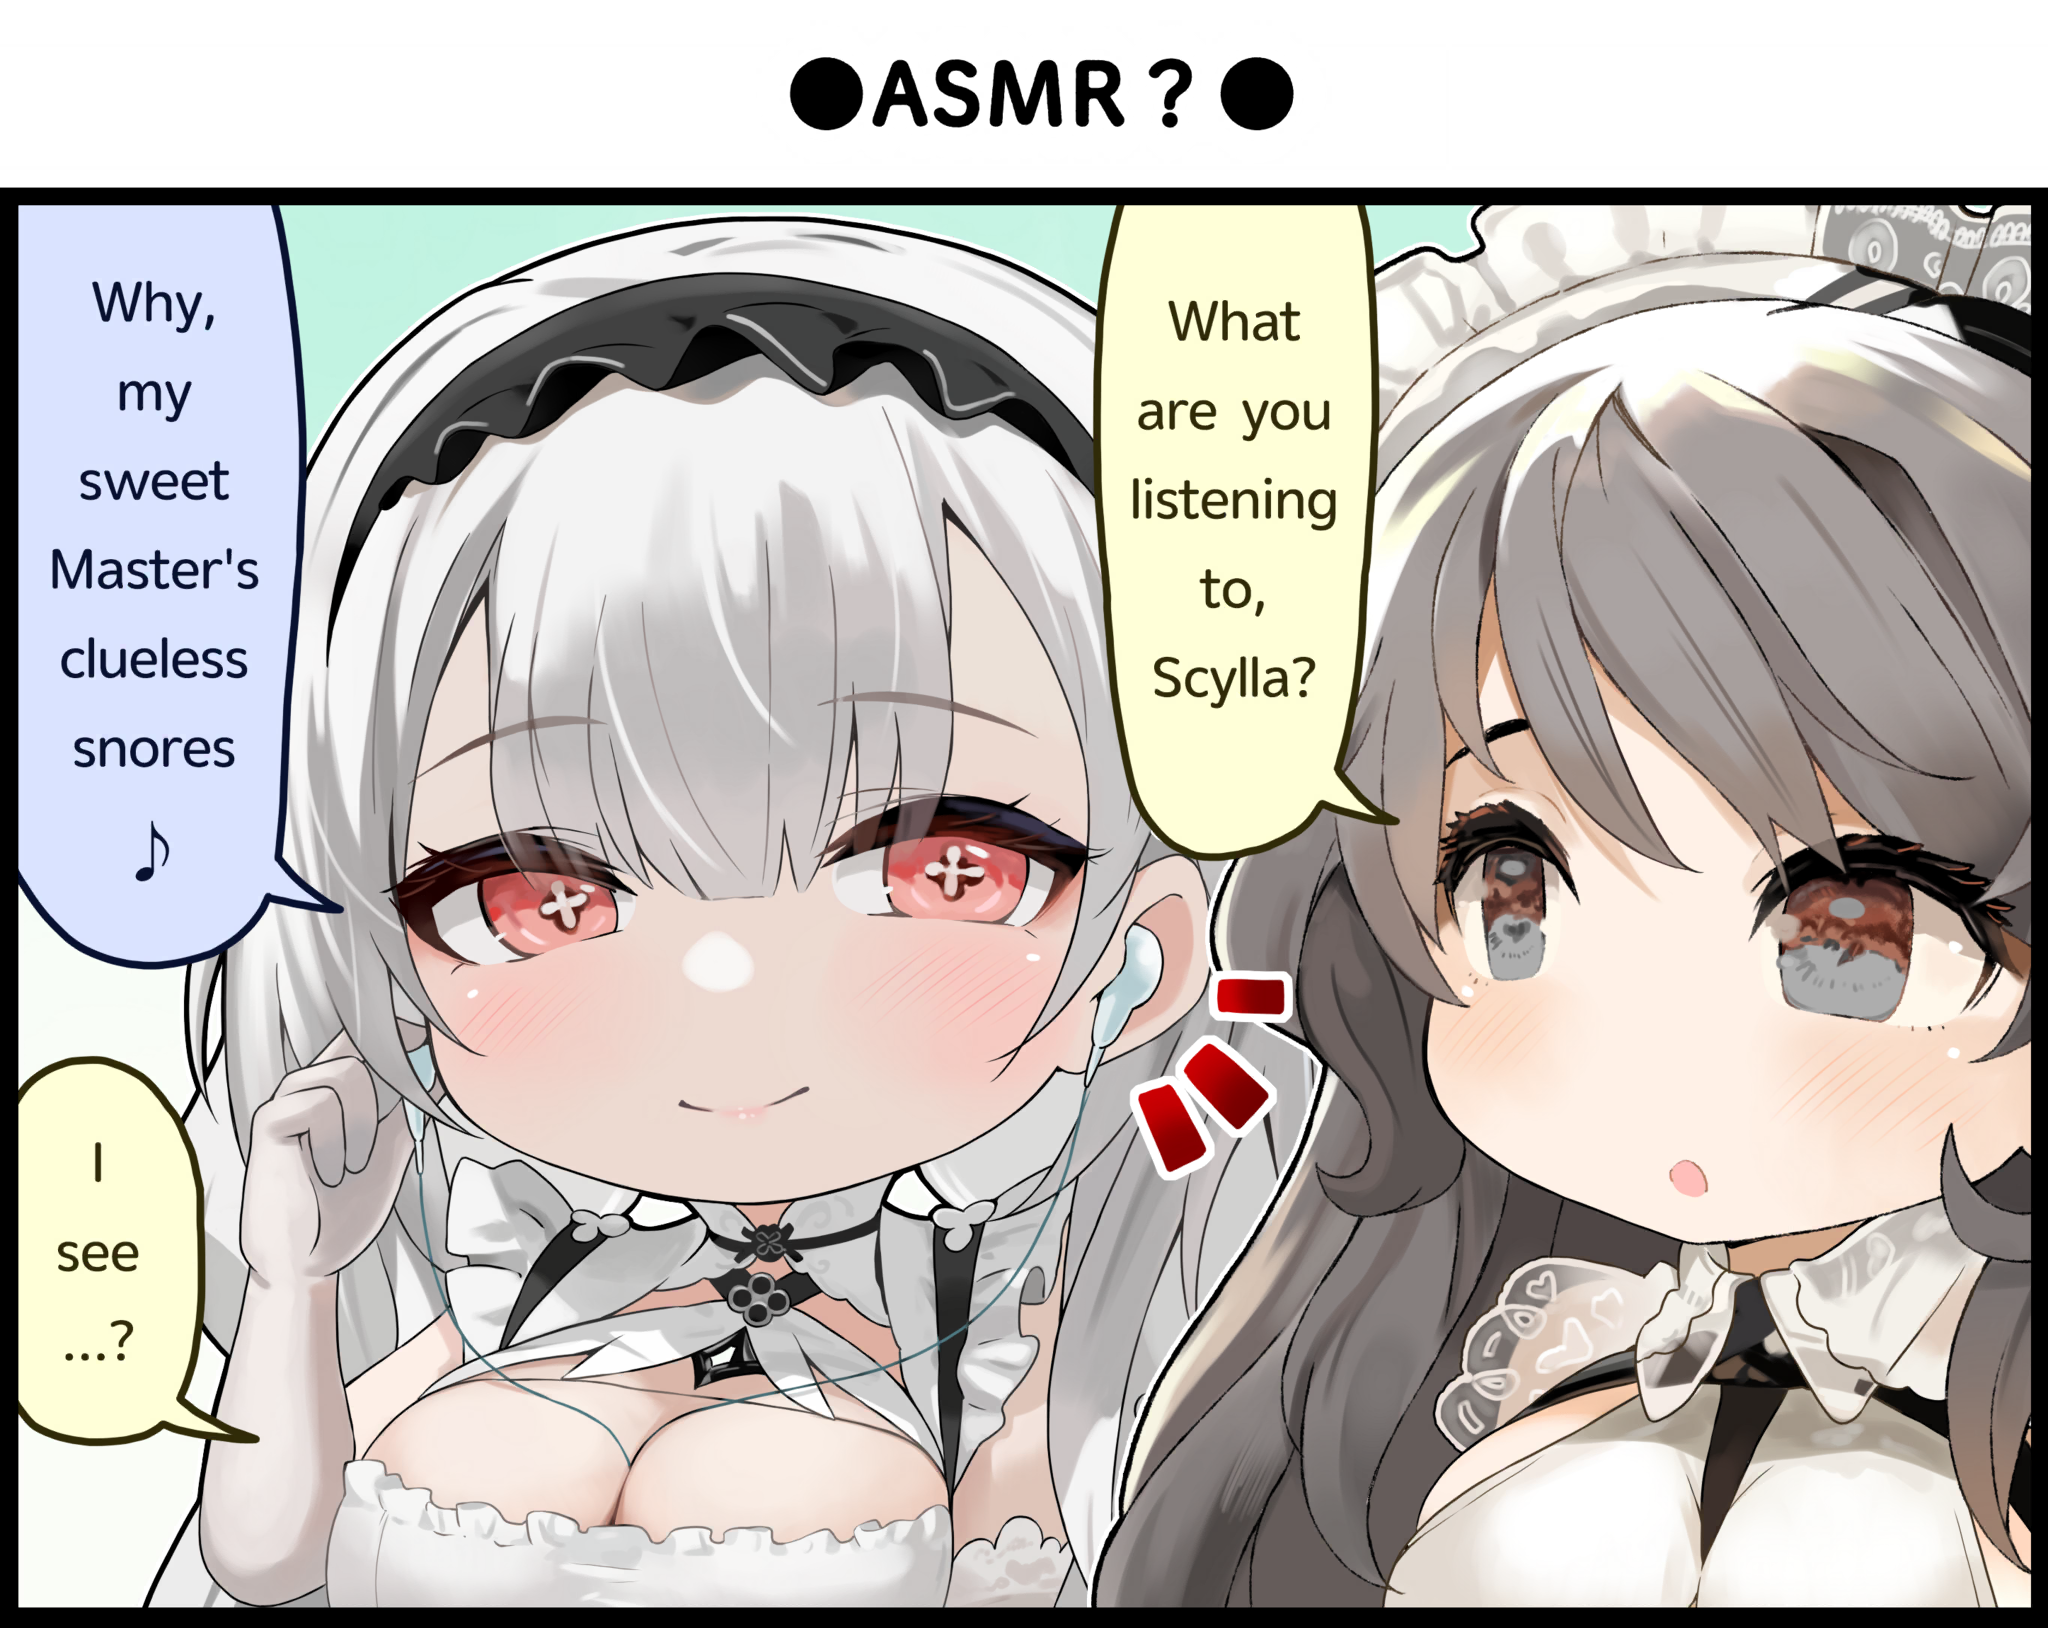 ●ASMR?●
What
are you
listening
to,
Scylla?
Why,
my
sweet
Master's
clueless
snores
♪
I
see
...?